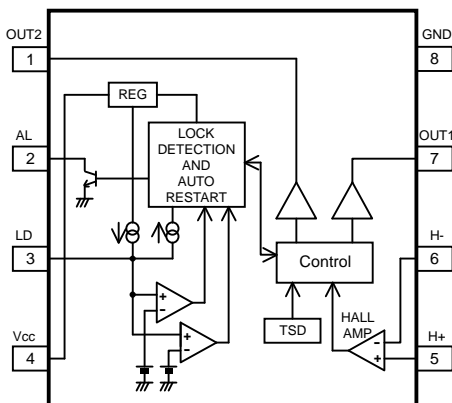 OUT2
1
GND
8
REG
AL
2
LOCK
DETECTION
AND
AUTO
RESTART
OUT1
7
LD
3
Control
H-
6
+
-
TSD
HALL
AMP
Vcc
4
+
-
-
+
H+
5